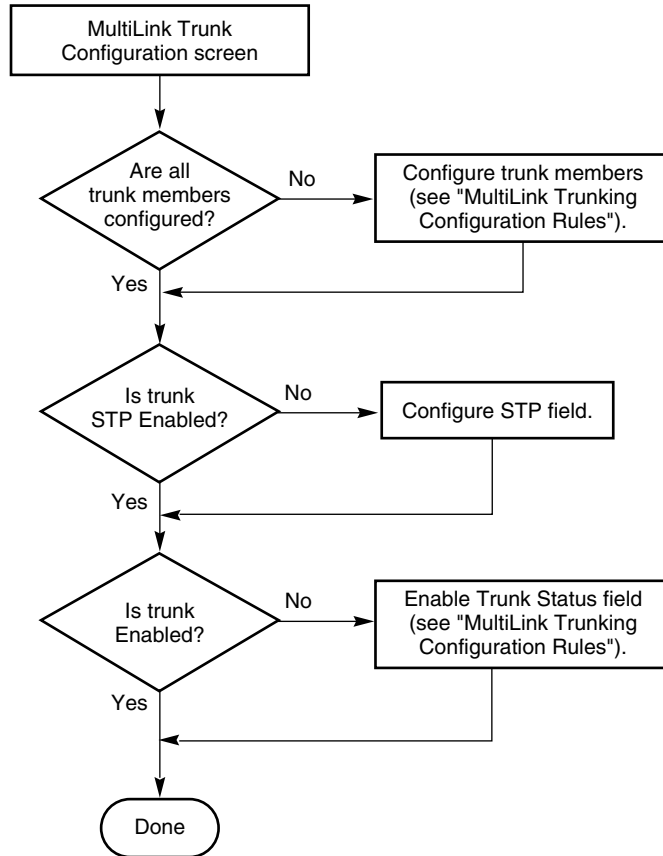 MultiLink Trunk
Configuration screen
Are all
trunk members
configured?
No
Configure trunk members
(see "MultiLink Trunking
Configuration Rules").
Yes
Is trunk
STP Enabled?
No
Configure STP field.
Yes
Is trunk
Enabled?
No
Enable Trunk Status field
(see "MultiLink Trunking
Configuration Rules").
Yes
Done